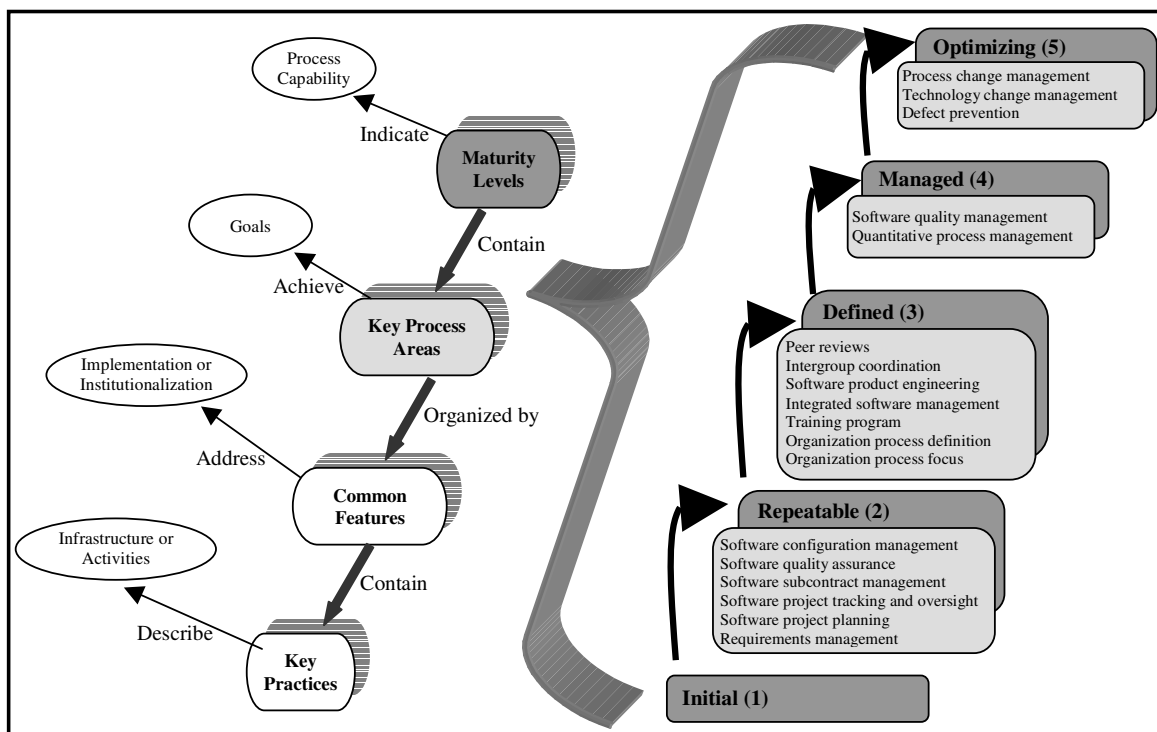 Process
Capability
Indicate
Maturity
Levels
Contain
Goals
Achieve
Key Process
Areas
Organized by
Implementation or
Institutionalization
Address
Common
Features
Contain
Infrastructure or
Activities
Describe
Key
Practices
Optimizing (5)
Process change management
Technology change management
Defect prevention
Managed (4)
Software quality management
Quantitative process management
Defined (3)
Peer reviews
Intergroup coordination
Software product engineering
Integrated software management
Training program
Organization process definition
Organization process focus
Repeatable (2)
Software configuration management
Software quality assurance
Software subcontract management
Software project tracking and oversight
Software project planning
Requirements management
Initial (1)